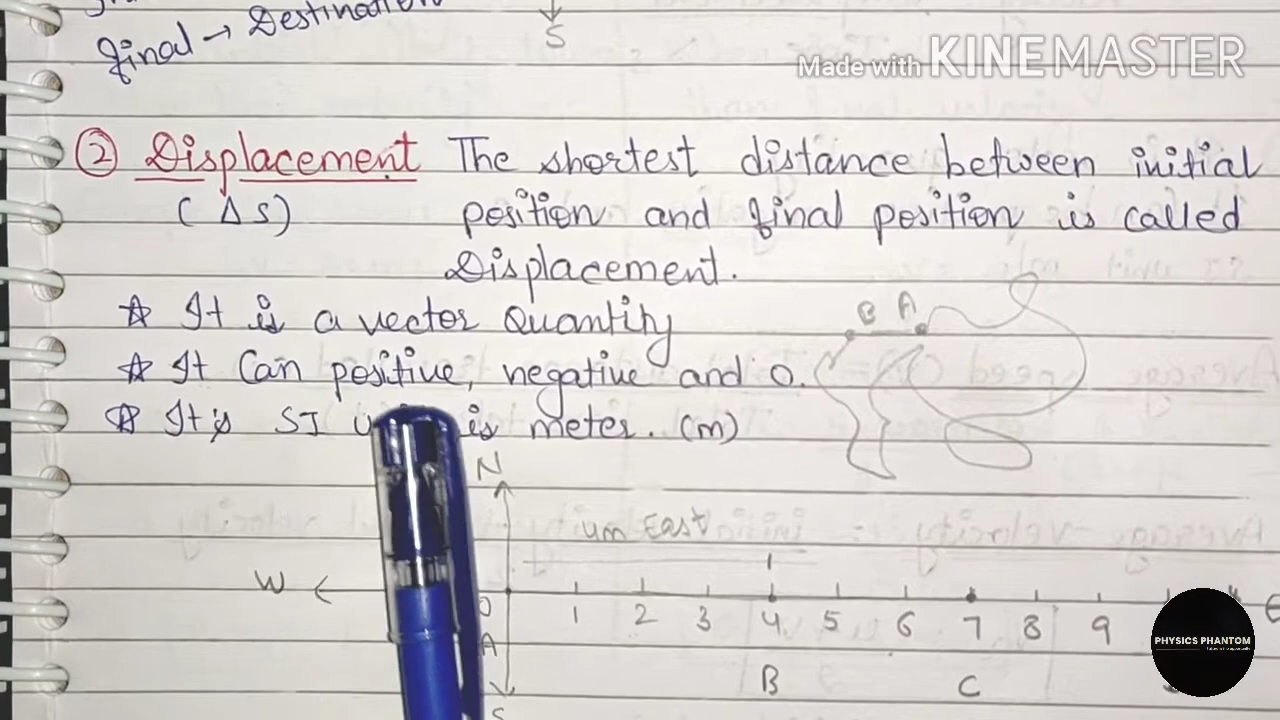 final → Destination
S
Made with KINEMASTER
② Displacement The shortest distance between initial
(Δs) position and final position is called
Displacement.
☆ It is a vector Quantity
B A
☆ It Can positive, negative and 0.
☆ It's SI is meter. (m)
N
4m East
W E
0 1 2 3 4 5 6 7 8 9
A B C
S
PHYSICS PHANTOM